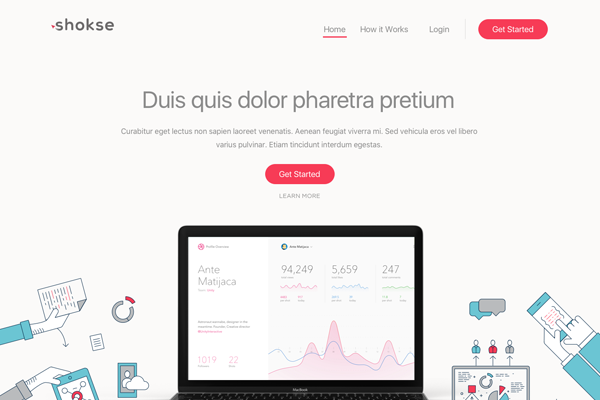 shokse
Home How it Works Login Get Started
Duis quis dolor pharetra pretium
Curabitur eget lectus non sapien laoreet venenatis. Aenean feugiat viverra mi. Sed vehicula eros vel libero
varius pulvinar. Etiam tincidunt interdum egestas.
Get Started
LEARN MORE
Ante Matijaca
Ante
Matijaca
94,249 5,659 247
1019 22
MacBook